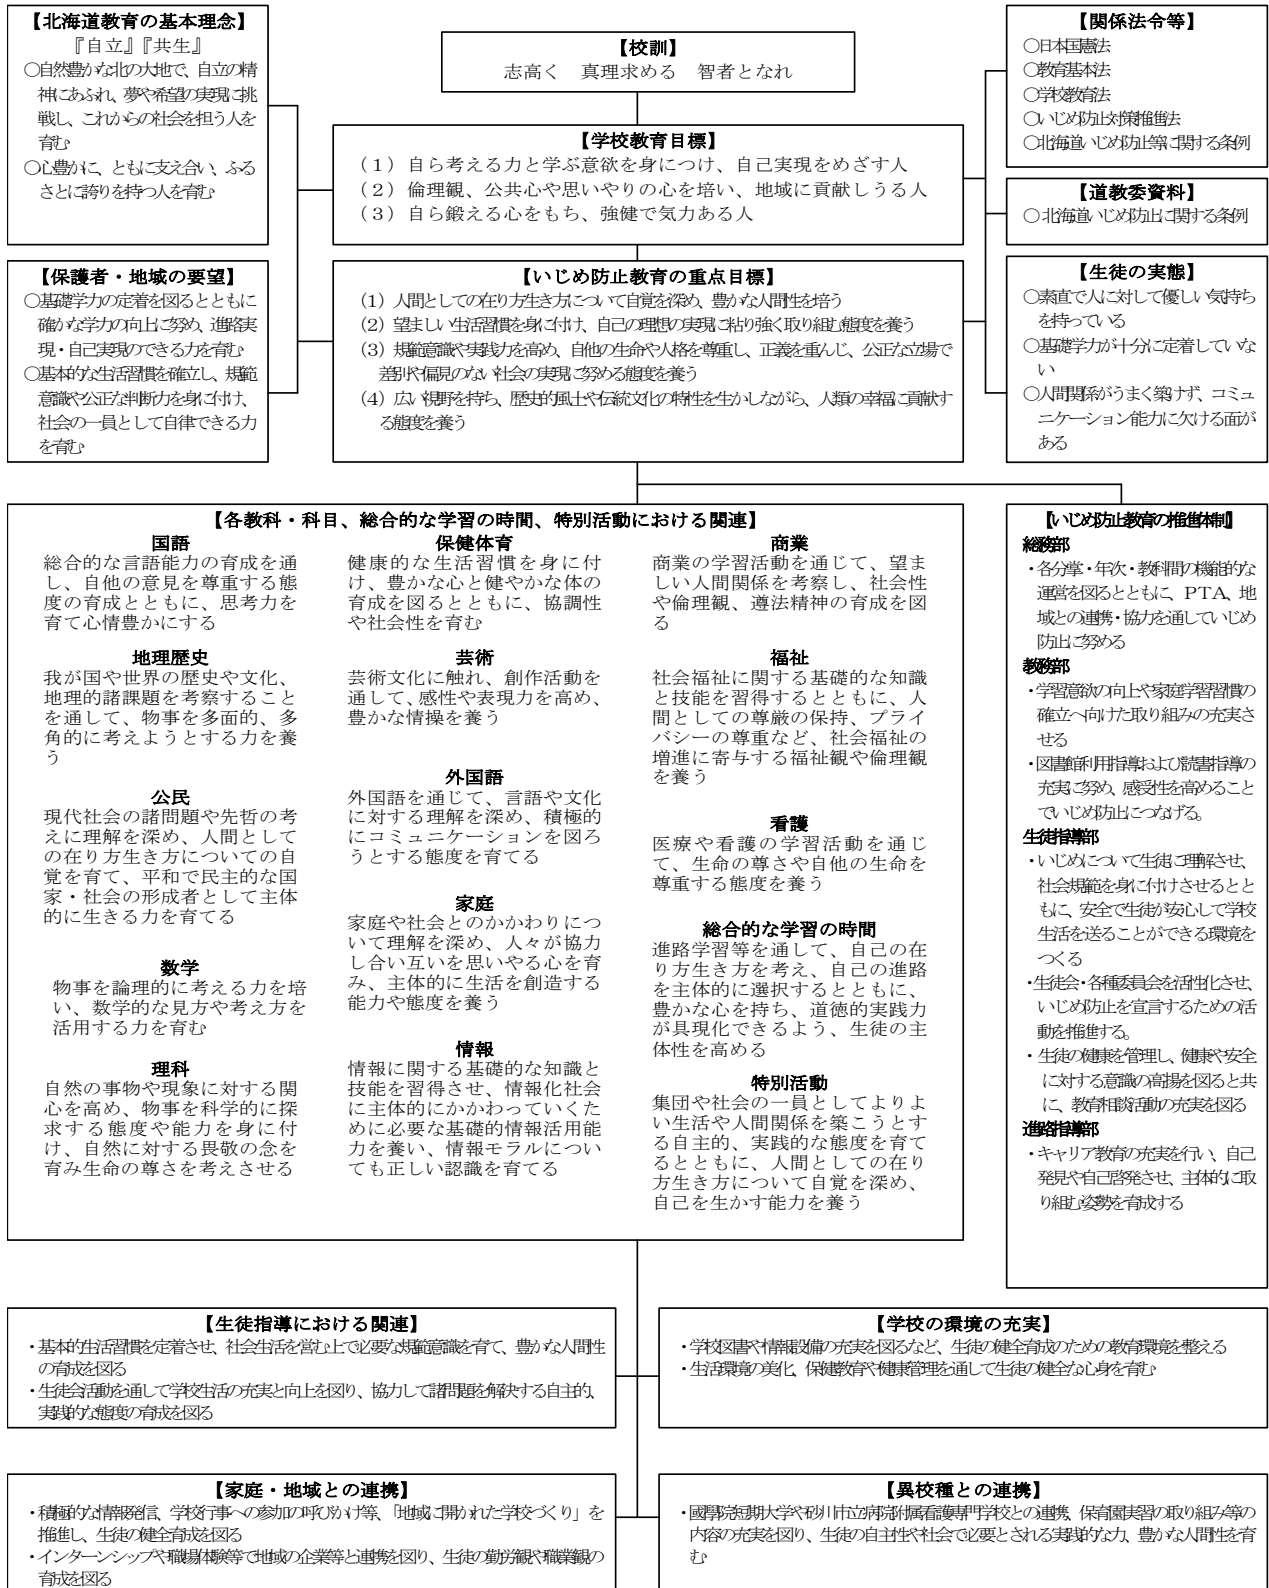 【北海道教育の基本理念】
『自立』『共生』
○自然豊かな北の大地で、自立の精
神にあふれ、夢や希望の実現に挑
戦し、これからの社会を担う人を
育む
○心豊かに、ともに支え合い、ふる
さとに誇りを持つ人を育む
【校訓】
志高く　真理求める　智者となれ
【関係法令等】
○日本国憲法
○教育基本法
○学校教育法
○いじめ防止対策推進法
○北海道いじめ防止等に関する条例
【学校教育目標】
（１）自ら考える力と学ぶ意欲を身につけ、自己実現をめざす人
（２）倫理観、公共心や思いやりの心を培い、地域に貢献しうる人
（３）自ら鍛える心をもち、強健で気力ある人
【道教委資料】
○ 北海道いじめ防止に関する条例
【保護者・地域の要望】
○基礎学力の定着を図るとともに
確かな学力の向上に努め、進路実
現・自己実現のできる力を育む
○基本的な生活習慣を確立し、規範
意識や公正な判断力を身に付け、
社会の一員として自律できる力
を育む
【いじめ防止教育の重点目標】
(1) 人間としての在り方生き方について自覚を深め、豊かな人間性を培う
(2) 望ましい生活習慣を身に付け、自己の理想の実現に粘り強く取り組む態度を養う
(3) 規範意識や実践力を高め、自他の生命や人格を尊重し、正義を重んじ、公正な立場で
差別や偏見のない社会の実現に努める態度を養う
(4) 広い視野を持ち、歴史的風土や伝統文化の特性を生かしながら、人類の幸福に貢献す
る態度を養う
【生徒の実態】
○素直で人に対して優しい気持ち
を持っている
○基礎学力が十分に定着していな
い
○人間関係がうまく築けず、コミュ
ニケーション能力に欠ける面が
ある
【各教科・科目、総合的な学習の時間、特別活動における関連】
国語
総合的な言語能力の育成を通
し、自他の意見を尊重する態
度の育成とともに、思考力を
育て心情豊かにする
地理歴史
我が国や世界の歴史や文化、
地理的諸課題を考察すること
を通して、物事を多面的、多
角的に考えようとする力を養
う
公民
現代社会の諸問題や先哲の考
えに理解を深め、人間として
の在り方生き方についての自
覚を育て、平和で民主的な国
家・社会の形成者として主体
的に生きる力を育てる
数学
物事を論理的に考える力を培
い、数学的な見方や考え方を
活用する力を育む
理科
自然の事物や現象に対する関
心を高め、物事を科学的に探
求する態度や能力を身に付
け、自然に対する畏敬の念を
育み生命の尊さを考えさせる
保健体育
健康的な生活習慣を身に付
け、豊かな心と健やかな体の
育成を図るとともに、協調性
や社会性を育む
芸術
芸術文化に触れ、創作活動を
通して、感性や表現力を高め、
豊かな情操を養う
外国語
外国語を通じて、言語や文化
に対する理解を深め、積極的
にコミュニケーションを図ろ
うとする態度を育てる
家庭
家庭や社会とのかかわりにつ
いて理解を深め、人々が協力
し合い互いを思いやる心を育
み、主体的に生活を創造する
能力や態度を養う
情報
情報に関する基礎的な知識と
技能を習得させ、情報化社会
に主体的にかかわっていくた
めに必要な基礎的情報活用能
力を養い、情報モラルについ
ても正しい認識を育てる
商業
商業の学習活動を通じて、望ま
しい人間関係を考察し、社会性
や倫理観、遵法精神の育成を図
る
福祉
社会福祉に関する基礎的な知識
と技能を習得するとともに、人
間としての尊厳の保持、プライ
バシーの尊重など、社会福祉の
増進に寄与する福祉観や倫理観
を養う
看護
医療や看護の学習活動を通じ
て、生命の尊さや自他の生命を
尊重する態度を養う
総合的な学習の時間
進路学習等を通して、自己の在
り方生き方を考え、自己の進路
を主体的に選択するとともに、
豊かな心を持ち、道徳的実践力
が具現化できるよう、生徒の主
体性を高める
特別活動
集団や社会の一員としてよりよ
い生活や人間関係を築こうとす
る自主的、実践的な態度を育て
るとともに、人間としての在り
方生き方について自覚を深め、
自己を生かす能力を養う
【いじめ防止教育の推進体制】
総務部
・各分掌・年次・教科間の機能的な
運営を図るとともに、PTA、地
域との連携・協力を通していじめ
防止に努める
教務部
・学習意欲の向上や家庭学習習慣の
確立へ向けた取り組みの充実さ
せる
・図書館利用指導および読書指導の
充実に努め、感受性を高めること
でいじめ防止につなげる。
生徒指導部
・いじめについて生徒に理解させ、
社会規範を身に付けさせるとと
もに、安全で生徒が安心して学校
生活を送ることができる環境を
つくる
・生徒会・各種委員会を活性化させ、
いじめ防止を宣言するための活
動を推進する。
・ 生徒の健康を管理し、健康や安全
に対する意識の高揚を図ると共
に、教育相談活動の充実を図る
進路指導部
・キャリア教育の充実を行い、自己
発見や自己啓発させ、主体的に取
り組む姿勢を育成する
【生徒指導における関連】
・基本的生活習慣を定着させ、社会生活を営む上で必要な規範意識を育て、豊かな人間性
の育成を図る
・生徒会活動を通して学校生活の充実と向上を図り、協力して諸問題を解決する自主的、
実践的な態度の育成を図る
【学校の環境の充実】
・学校図書や情報設備の充実を図るなど、生徒の健全育成のための教育環境を整える
・生活環境の美化、保健教育や健康管理を通して生徒の健全な心身を育む
【家庭・地域との連携】
・積極的な情報発信、学校行事への参加の呼びかけ等、「地域に開かれた学校づくり」を
推進し、生徒の健全育成を図る
・インターンシップや職場体験等で地域の企業等と連携を図り、生徒の勤労観や職業観の
育成を図る
【異校種との連携】
・國學院短期大学や砂川市立病院付属看護専門学校との連携、保育園実習の取り組み等の
内容の充実を図り、生徒の自主性や社会で必要とされる実践的な力、豊かな人間性を育
む